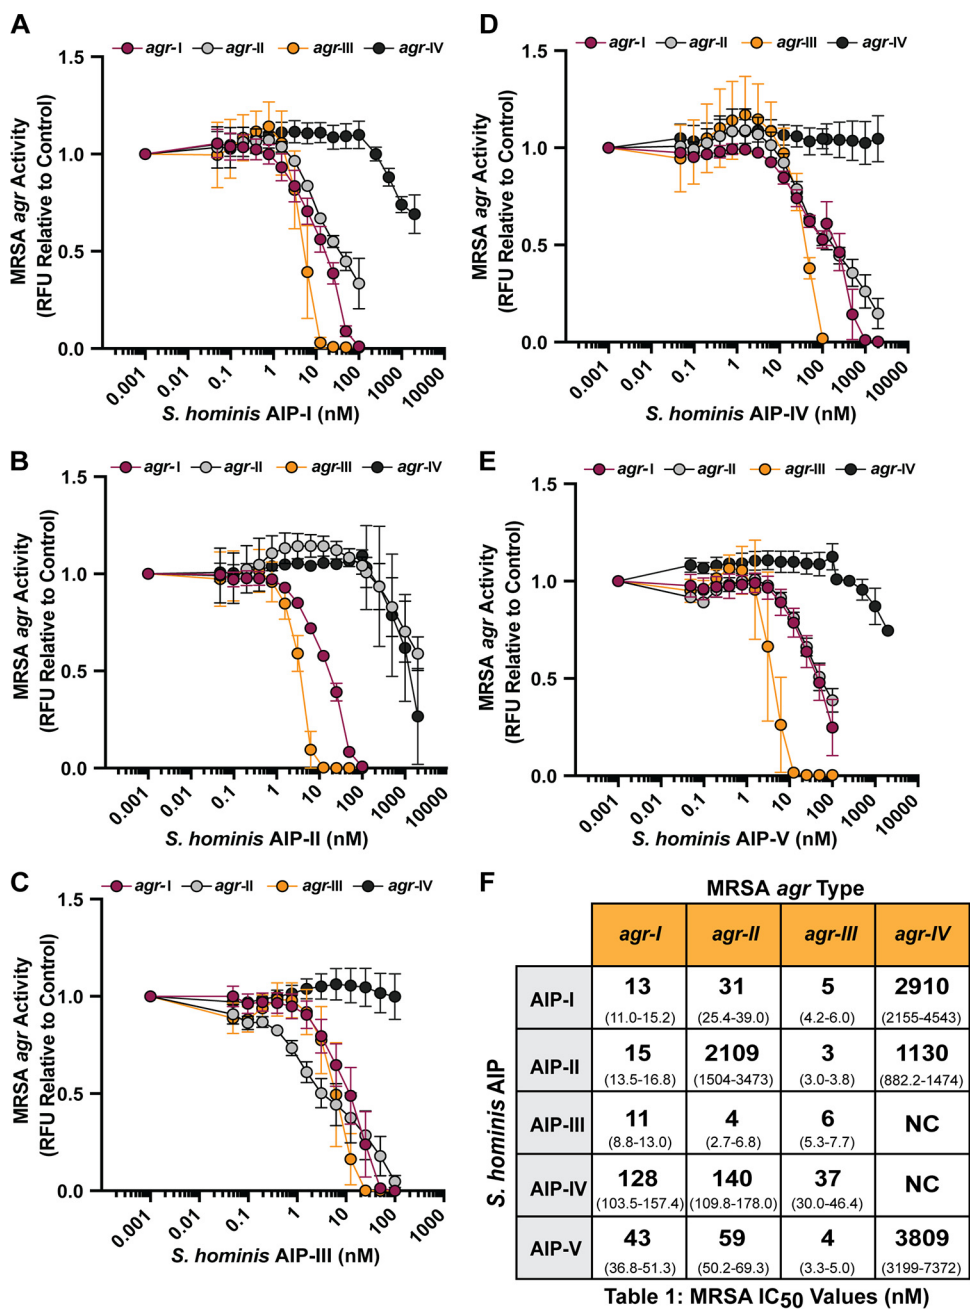 A
agr-I agr-II agr-III agr-IV
MRSA agr Activity
(RFU Relative to Control)
1.5
1.0
0.5
0.0
0.001 0.01 0.1 1 10 100 1000 10000
S. hominis AIP-I (nM)
B
agr-I agr-II agr-III agr-IV
MRSA agr Activity
(RFU Relative to Control)
1.5
1.0
0.5
0.0
0.001 0.01 0.1 1 10 100 1000 10000
S. hominis AIP-II (nM)
C
agr-I agr-II agr-III agr-IV
MRSA agr Activity
(RFU Relative to Control)
1.5
1.0
0.5
0.0
0.001 0.01 0.1 1 10 100 1000
S. hominis AIP-III (nM)
D
agr-I agr-II agr-III agr-IV
MRSA agr Activity
(RFU Relative to Control)
1.5
1.0
0.5
0.0
0.001 0.01 0.1 1 10 100 1000 10000
S. hominis AIP-IV (nM)
E
agr-I agr-II agr-III agr-IV
MRSA agr Activity
(RFU Relative to Control)
1.5
1.0
0.5
0.0
0.001 0.01 0.1 1 10 100 1000 10000
S. hominis AIP-V (nM)
F
MRSA agr Type
agr-I agr-II agr-III agr-IV
S. hominis AIP
AIP-I 13 31 5 2910
(11.0-15.2) (25.4-39.0) (4.2-6.0) (2155-4543)
AIP-II 15 2109 3 1130
(13.5-16.8) (1504-3473) (3.0-3.8) (882.2-1474)
AIP-III 11 4 6 NC
(8.8-13.0) (2.7-6.8) (5.3-7.7)
AIP-IV 128 140 37 NC
(103.5-157.4) (109.8-178.0) (30.0-46.4)
AIP-V 43 59 4 3809
(36.8-51.3) (50.2-69.3) (3.3-5.0) (3199-7372)
Table 1: MRSA IC50 Values (nM)